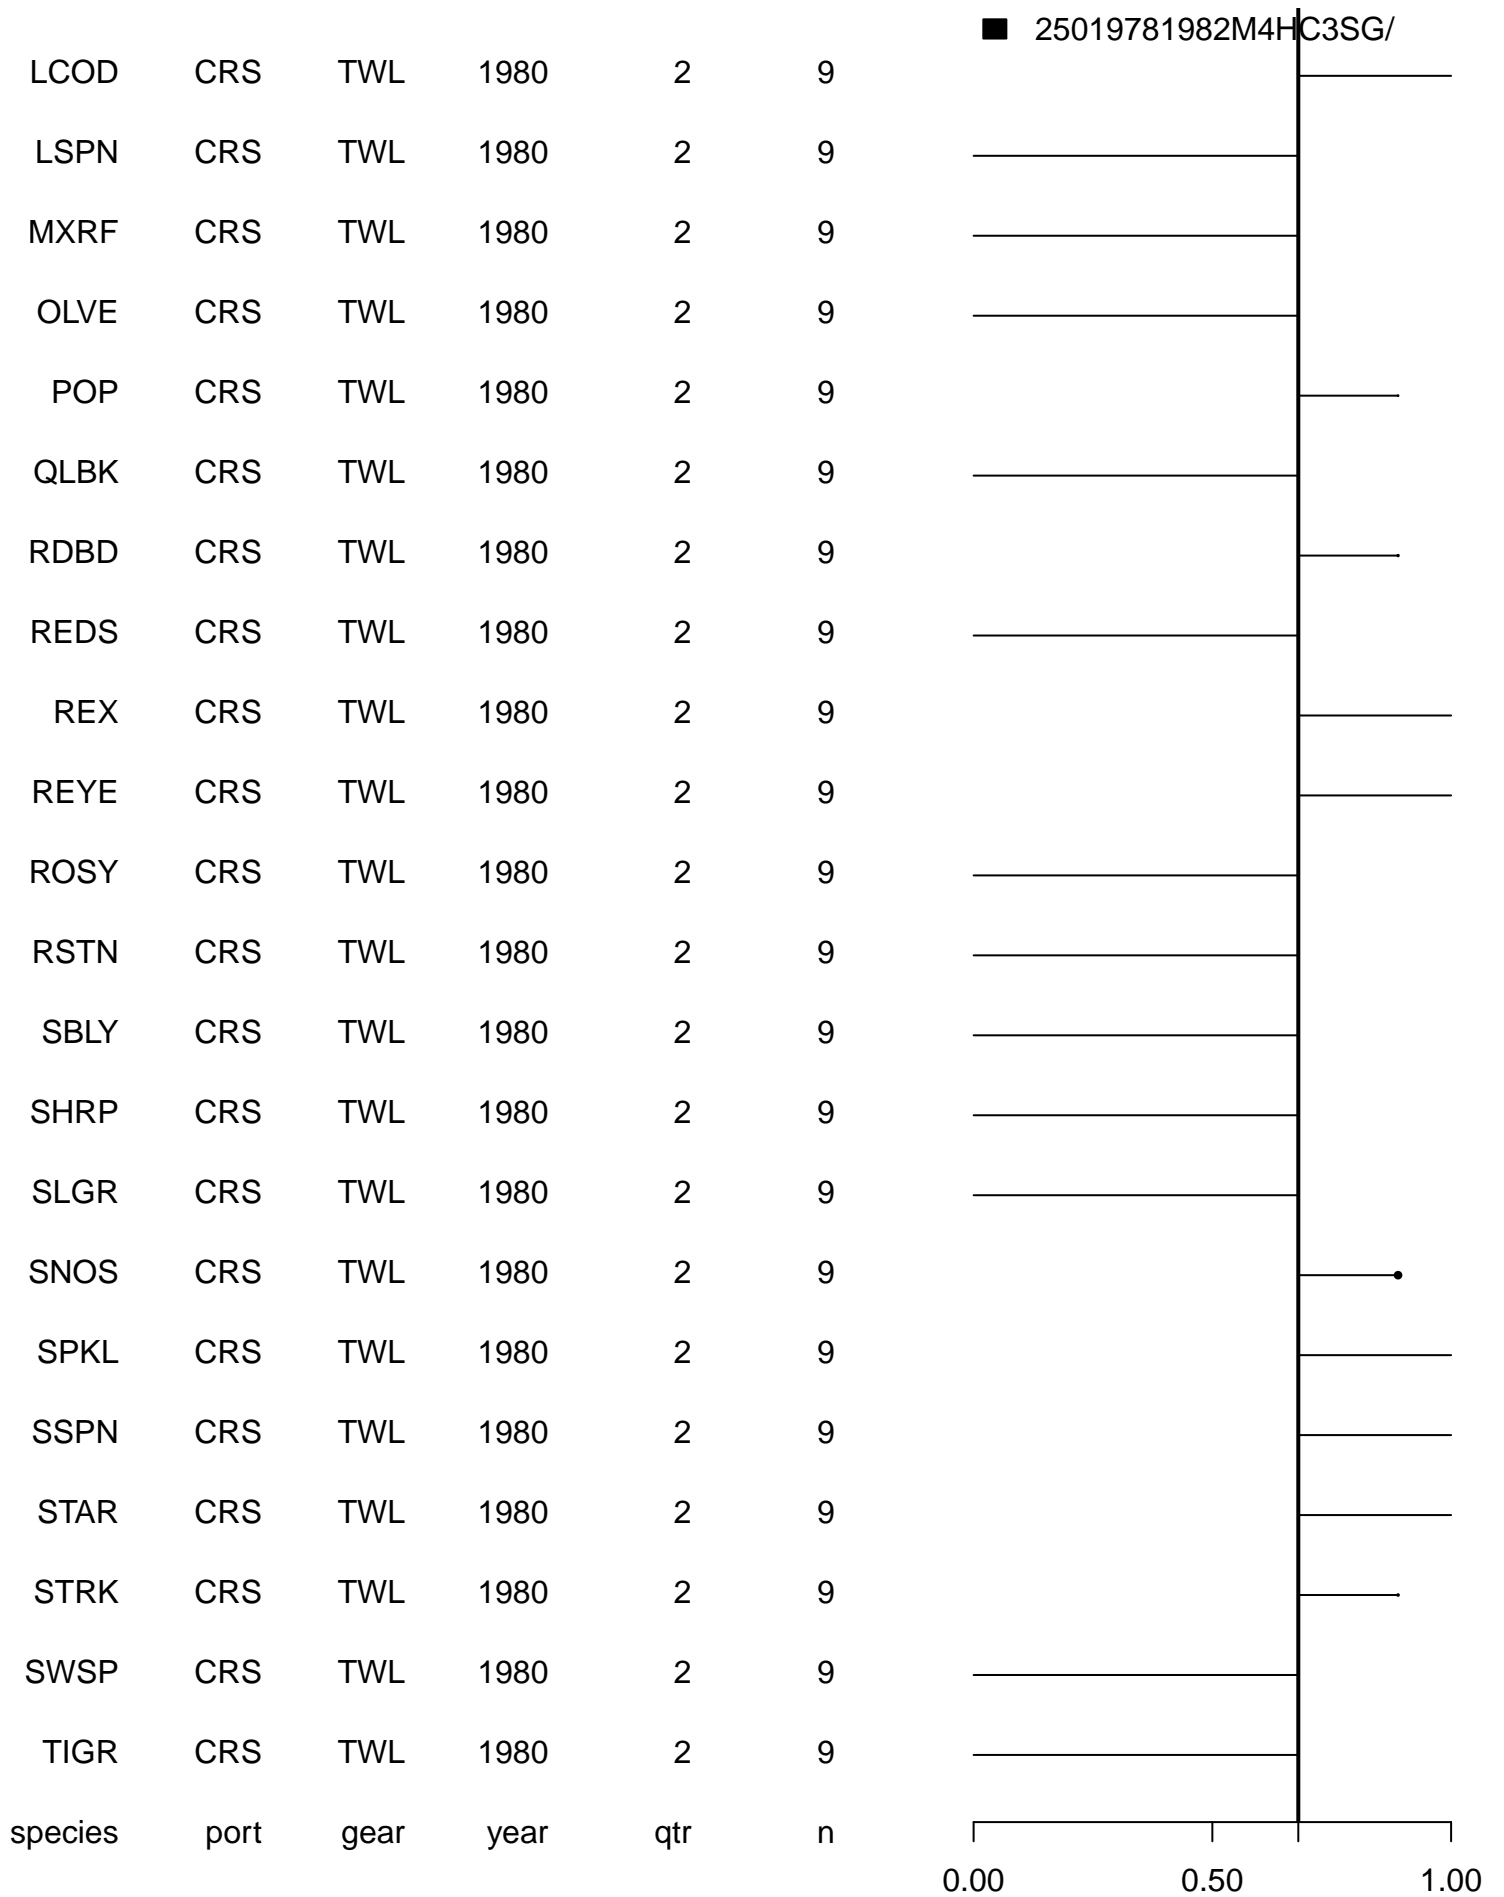 25019781982M4HC3SG/
LCOD CRS TWL 1980 2 9
LSPN CRS TWL 1980 2 9
MXRF CRS TWL 1980 2 9
OLVE CRS TWL 1980 2 9
POP CRS TWL 1980 2 9
QLBK CRS TWL 1980 2 9
RDBD CRS TWL 1980 2 9
REDS CRS TWL 1980 2 9
REX CRS TWL 1980 2 9
REYE CRS TWL 1980 2 9
ROSY CRS TWL 1980 2 9
RSTN CRS TWL 1980 2 9
SBLY CRS TWL 1980 2 9
SHRP CRS TWL 1980 2 9
SLGR CRS TWL 1980 2 9
SNOS CRS TWL 1980 2 9
SPKL CRS TWL 1980 2 9
SSPN CRS TWL 1980 2 9
STAR CRS TWL 1980 2 9
STRK CRS TWL 1980 2 9
SWSP CRS TWL 1980 2 9
TIGR CRS TWL 1980 2 9
species port gear year qtr n
0.00 0.50 1.00